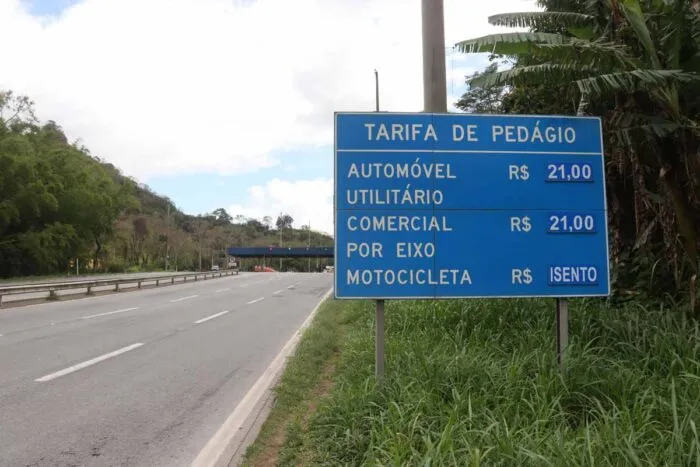 TARIFA DE PEDÁGIO
AUTOMÓVEL R$ 21,00
UTILITÁRIO
COMERCIAL R$ 21,00
POR EIXO
MOTOCICLETA R$ ISENTO